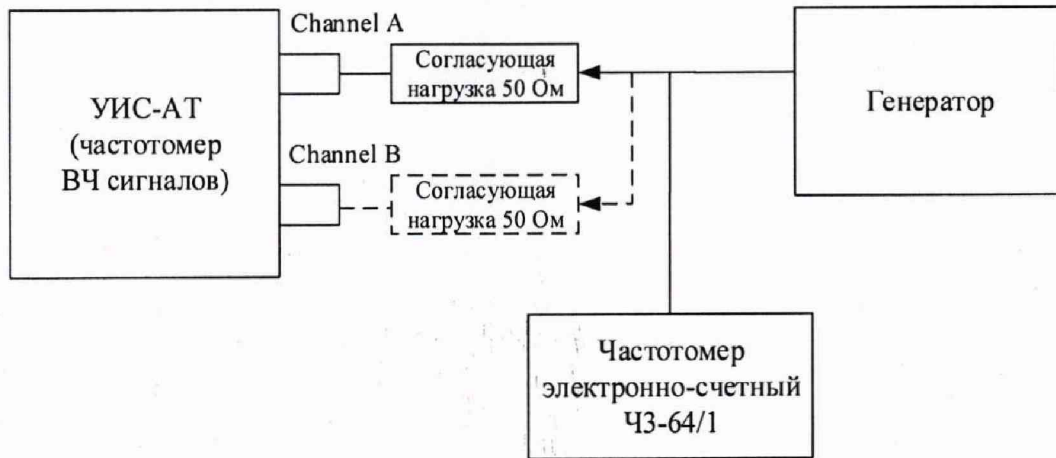 Channel A
Согласующая
нагрузка 50 Ом
УИС-АТ
(частотомер
ВЧ сигналов)
Генератор
Channel B
Согласующая
нагрузка 50 Ом
Частотомер
электронно-счетный
Ч3-64/1